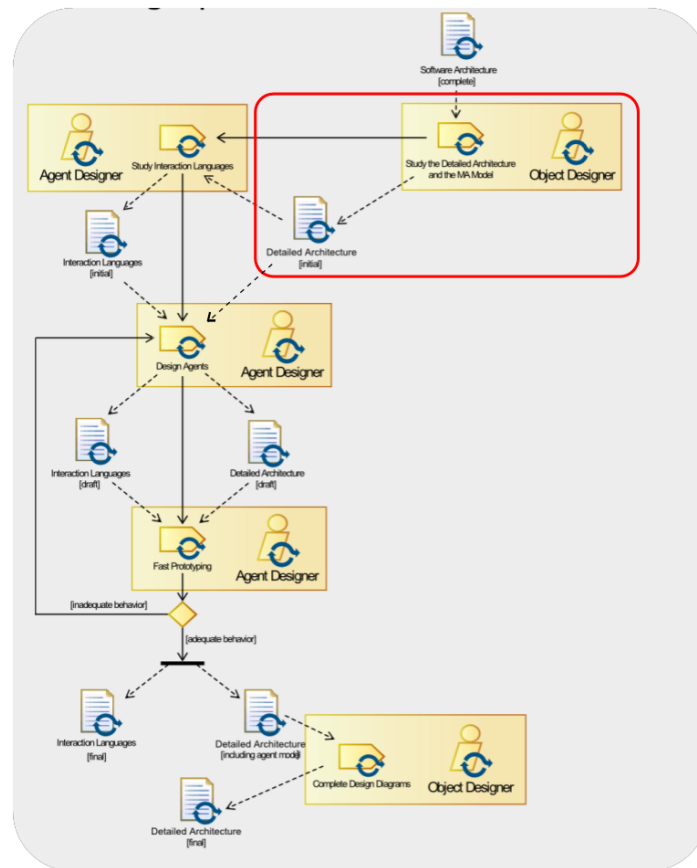 Software Architecture
[complete]
Agent Designer
Study Interaction Languages
Study the Detailed Architecture
and the MA Model
Object Designer
Interaction Languages
[initial]
Detailed Architecture
[initial]
Design Agents
Agent Designer
Interaction Languages
[draft]
Detailed Architecture
[draft]
Fast Prototyping
Agent Designer
[inadequate behavior]
[adequate behavior]
Interaction Languages
[final]
Detailed Architecture
[including agent model]
Complete Design Diagrams
Object Designer
Detailed Architecture
[final]